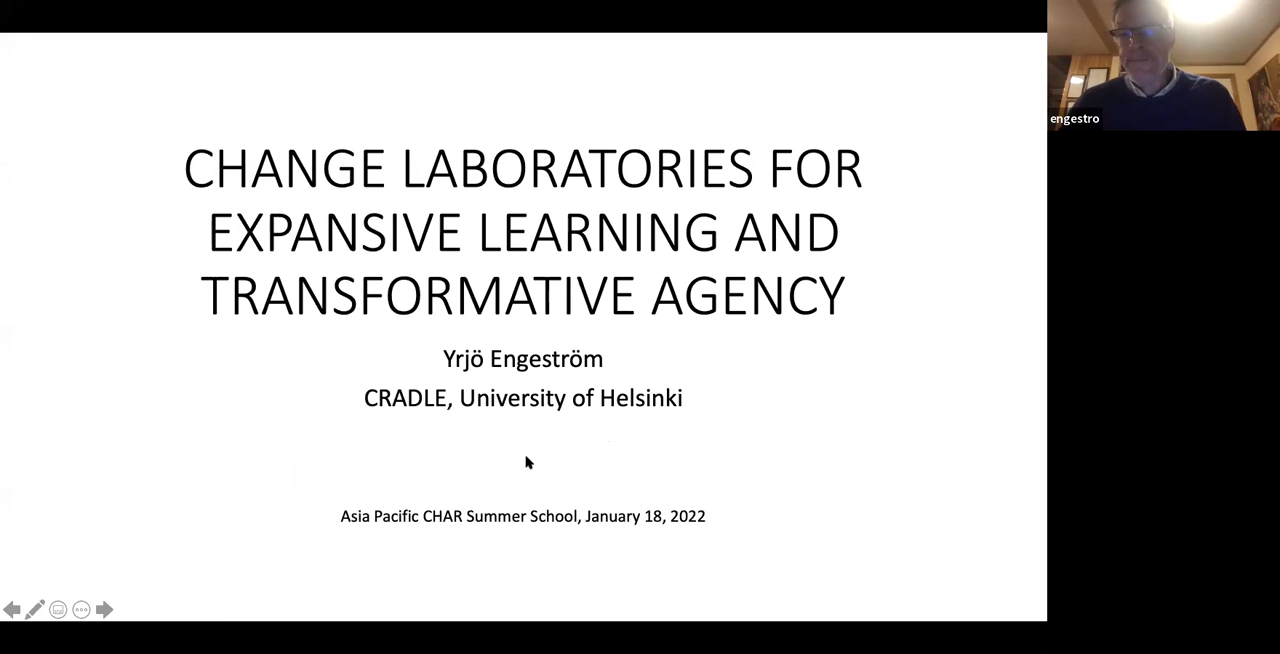 CHANGE LABORATORIES FOR
EXPANSIVE LEARNING AND
TRANSFORMATIVE AGENCY
Yrjö Engeström
CRADLE, University of Helsinki
Asia Pacific CHAR Summer School, January 18, 2022
engestro